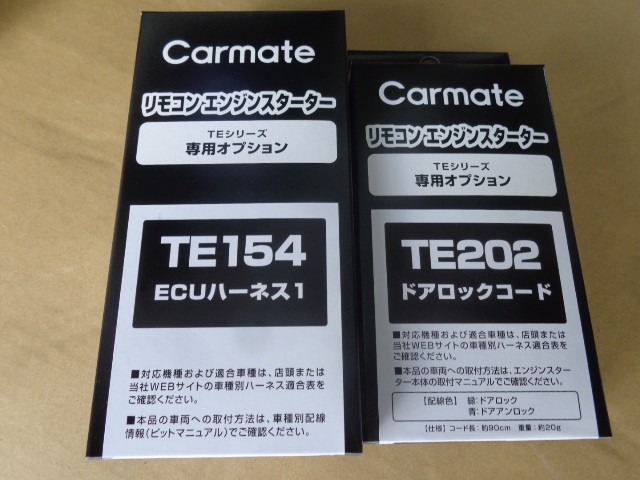 Carmate
リモコン エンジンスターター
TEシリーズ
専用オプション
TE154
ECUハーネス1
■対応機種および適合車種は、店頭または
当社WEBサイトの車種別ハーネス適合表を
ご確認ください。
■本品の車両への取付方法は、車種別配線
情報(ピットマニュアル)でご確認ください。
Carmate
リモコン エンジンスターター
TEシリーズ
専用オプション
TE202
ドアロックコード
■対応機種および適合車種は、店頭または
当社WEBサイトの車種別ハーネス適合表を
ご確認ください。
■本品の車両への取付方法は、エンジンスター
ター本体の取付マニュアルでご確認ください。
【配線色】 緑:ドアロック
青:ドアアンロック
【仕様】 コード長:約90cm 重量:約20g